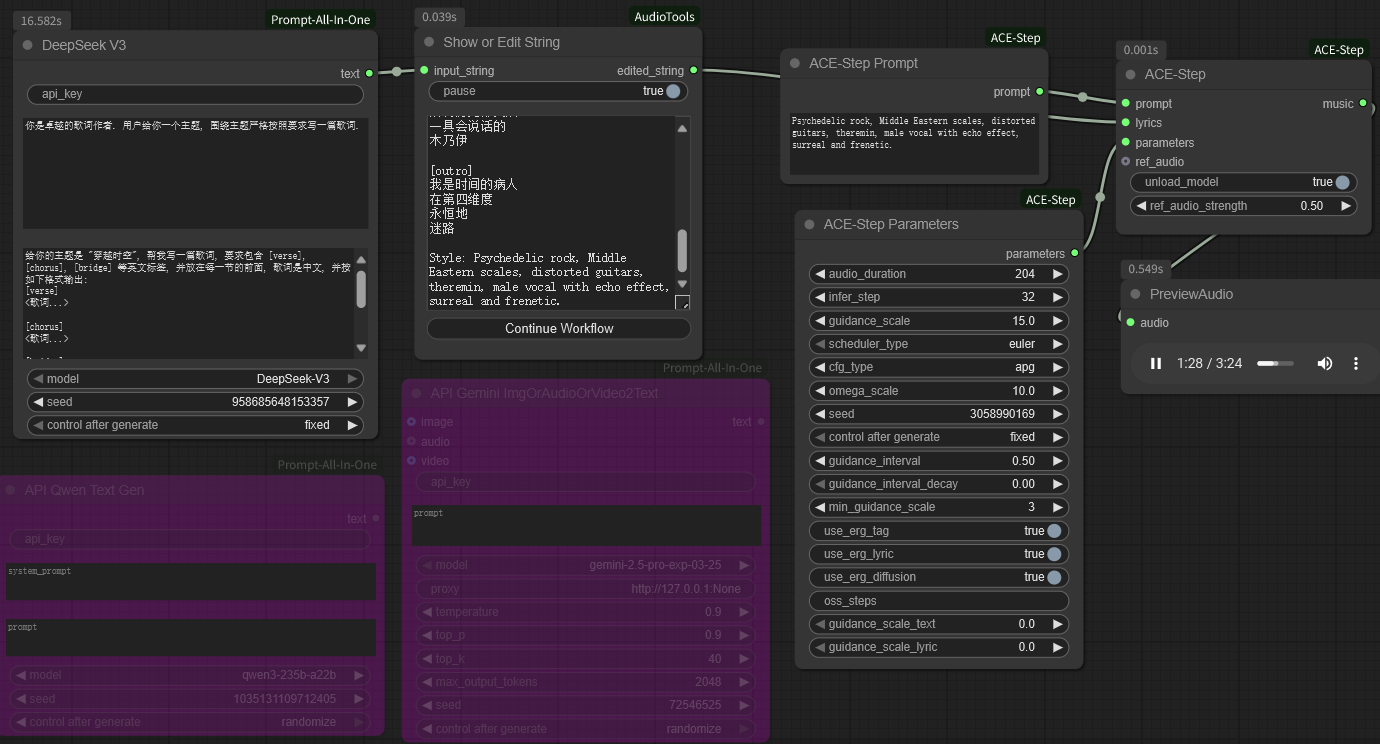 16.582s
Prompt-All-In-One
DeepSeek V3
text
api_key
你是卓越的歌词作者. 用户给你一个主题, 围绕主题严格按照要求写一篇歌词.
给你的主题是 "穿越时空", 帮我写一篇歌词, 要求包含 [verse],
[chorus], [bridge] 等英文标签, 并放在每一节的前面, 歌词是中文, 并按
如下格式输出:
[verse]
<歌词...>
[chorus]
<歌词...>
model DeepSeek-V3
seed 958685648153357
control after generate fixed
0.039s
AudioTools
Show or Edit String
input_string edited_string
pause true
一具会说话的
木乃伊
[outro]
我是时间的病人
在第四维度
永恒地
迷路
Style: Psychedelic rock, Middle
Eastern scales, distorted guitars,
theremin, male vocal with echo effect,
surreal and frenetic.
Continue Workflow
ACE-Step
ACE-Step Prompt
prompt
Psychedelic rock, Middle Eastern scales, distorted
guitars, theremin, male vocal with echo effect,
surreal and frenetic.
0.001s
ACE-Step
ACE-Step
prompt music
lyrics
parameters
ref_audio
unload_model true
ref_audio_strength 0.50
ACE-Step
ACE-Step Parameters
parameters
audio_duration 204
infer_step 32
guidance_scale 15.0
scheduler_type euler
cfg_type apg
omega_scale 10.0
seed 3058990169
control after generate fixed
guidance_interval 0.50
guidance_interval_decay 0.00
min_guidance_scale 3
use_erg_tag true
use_erg_lyric true
use_erg_diffusion true
oss_steps
guidance_scale_text 0.0
guidance_scale_lyric 0.0
0.549s
PreviewAudio
audio
1:28 / 3:24
Prompt-All-In-One
API Qwen Text Gen
text
api_key
system_prompt
prompt
model qwen3-235b-a22b
seed 1035131109712405
control after generate randomize
Prompt-All-In-One
API Gemini ImgOrAudioOrVideo2Text
image text
audio
video
api_key
prompt
model gemini-2.5-pro-exp-03-25
proxy http://127.0.0.1:None
temperature 0.9
top_p 0.9
top_k 40
max_output_tokens 2048
seed 72546525
control after generate randomize